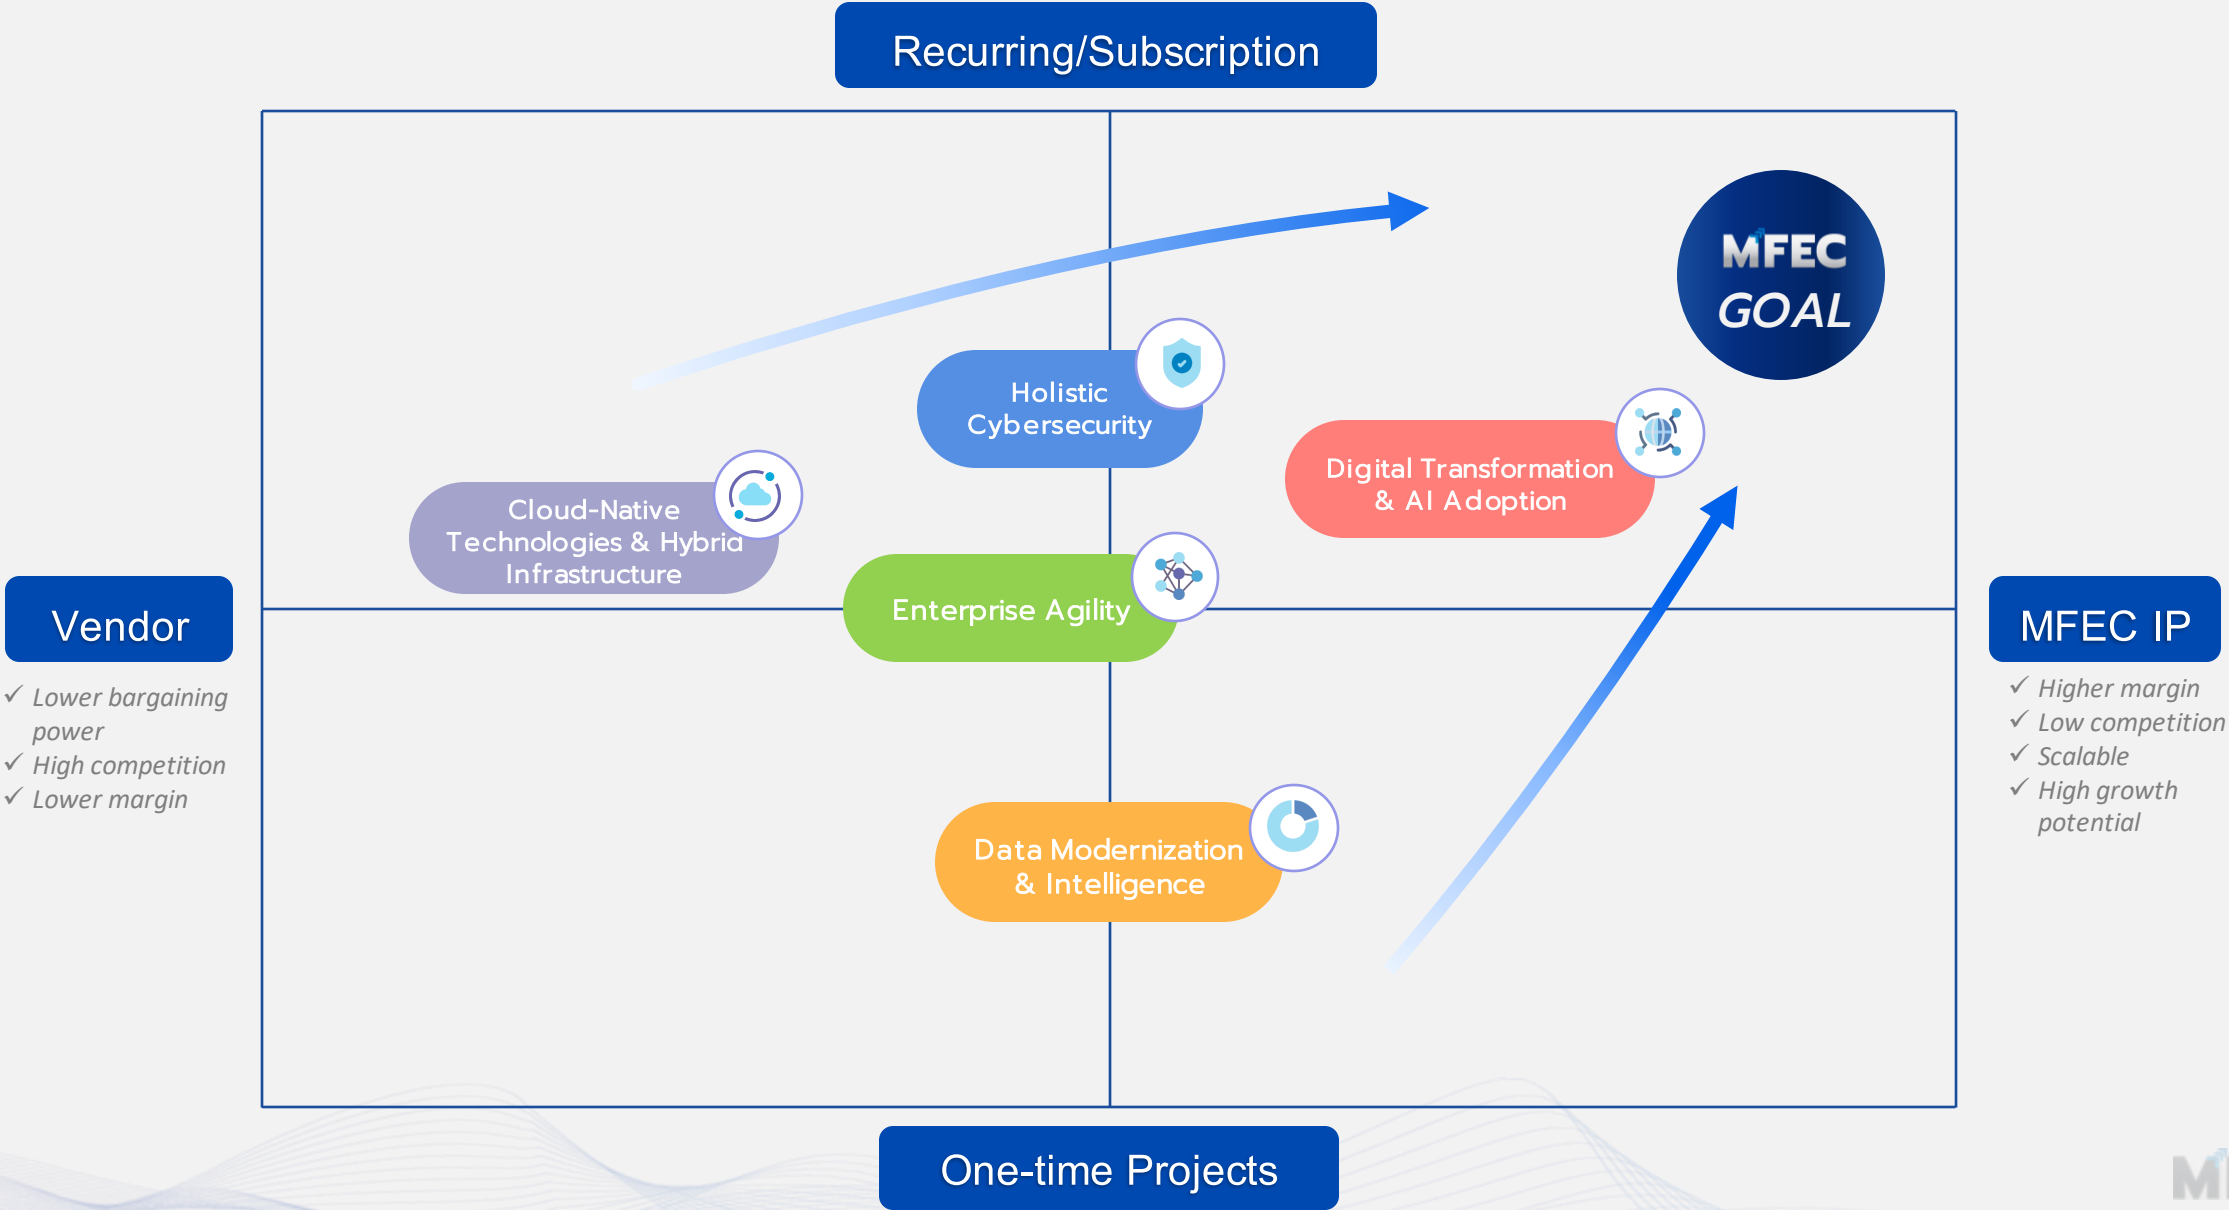 Recurring/Subscription
MFEC
GOAL
Holistic
Cybersecurity
Digital Transformation
& AI Adoption
Cloud-Native
Technologies & Hybrid
Infrastructure
Enterprise Agility
Vendor
✓ Lower bargaining
power
✓ High competition
✓ Lower margin
MFEC IP
✓ Higher margin
✓ Low competition
✓ Scalable
✓ High growth
potential
Data Modernization
& Intelligence
One-time Projects
M